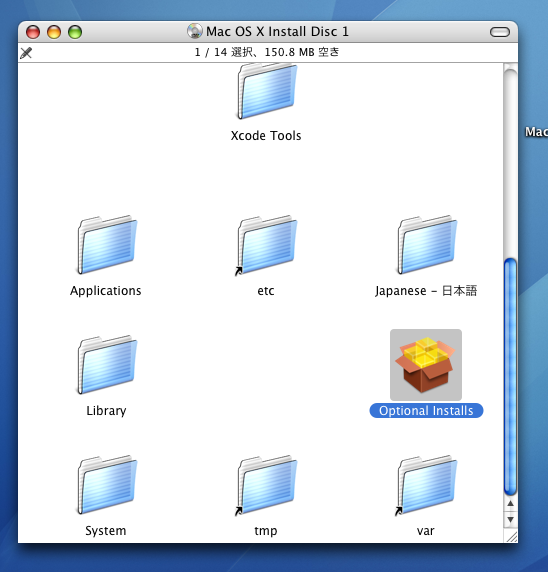 Mac OS X Install Disc 1
1 / 14 選択、150.8 MB 空き
Mac
Xcode Tools
Applications
etc
Japanese – 日本語
Library
Optional Installs
System
tmp
var